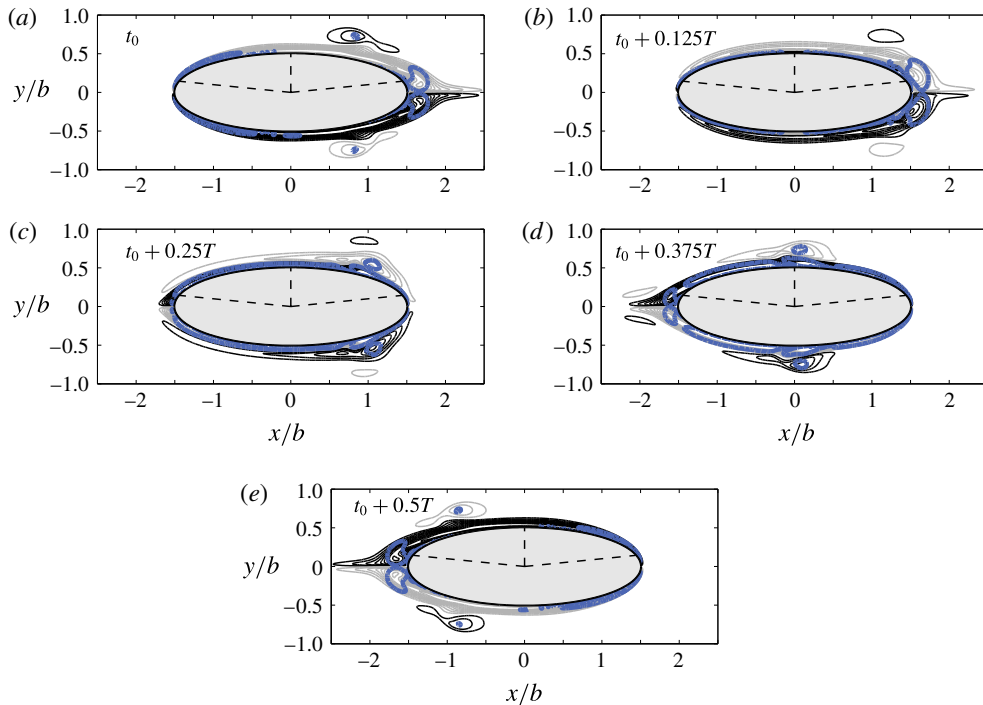 (a) (b)
1.0 1.0
t₀ t₀ + 0.125T
0.5 0.5
y/b 0 0
−0.5 −0.5
−1.0 −1.0
−2 −1 0 1 2 −2 −1 0 1 2
(c) (d)
1.0 1.0
t₀ + 0.25T t₀ + 0.375T
0.5 0.5
y/b 0 0
−0.5 −0.5
−1.0 −1.0
−2 −1 0 1 2 −2 −1 0 1 2
x/b x/b
(e)
1.0
t₀ + 0.5T
0.5
y/b 0
−0.5
−1.0
−2 −1 0 1 2
x/b